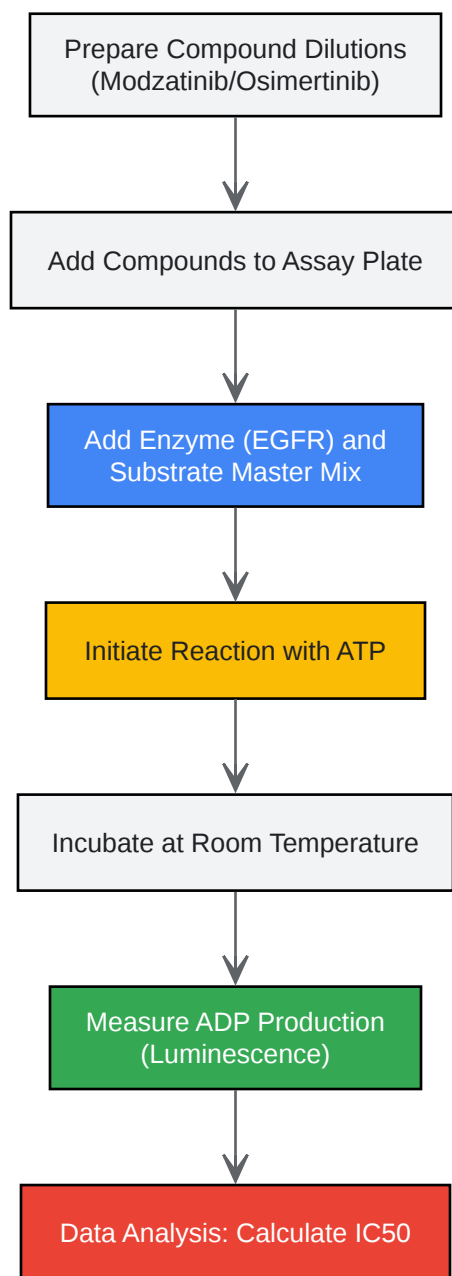 Prepare Compound Dilutions
(Modzatinib/Osimertinib)
Add Compounds to Assay Plate
Add Enzyme (EGFR) and
Substrate Master Mix
Initiate Reaction with ATP
Incubate at Room Temperature
Measure ADP Production
(Luminescence)
Data Analysis: Calculate IC50